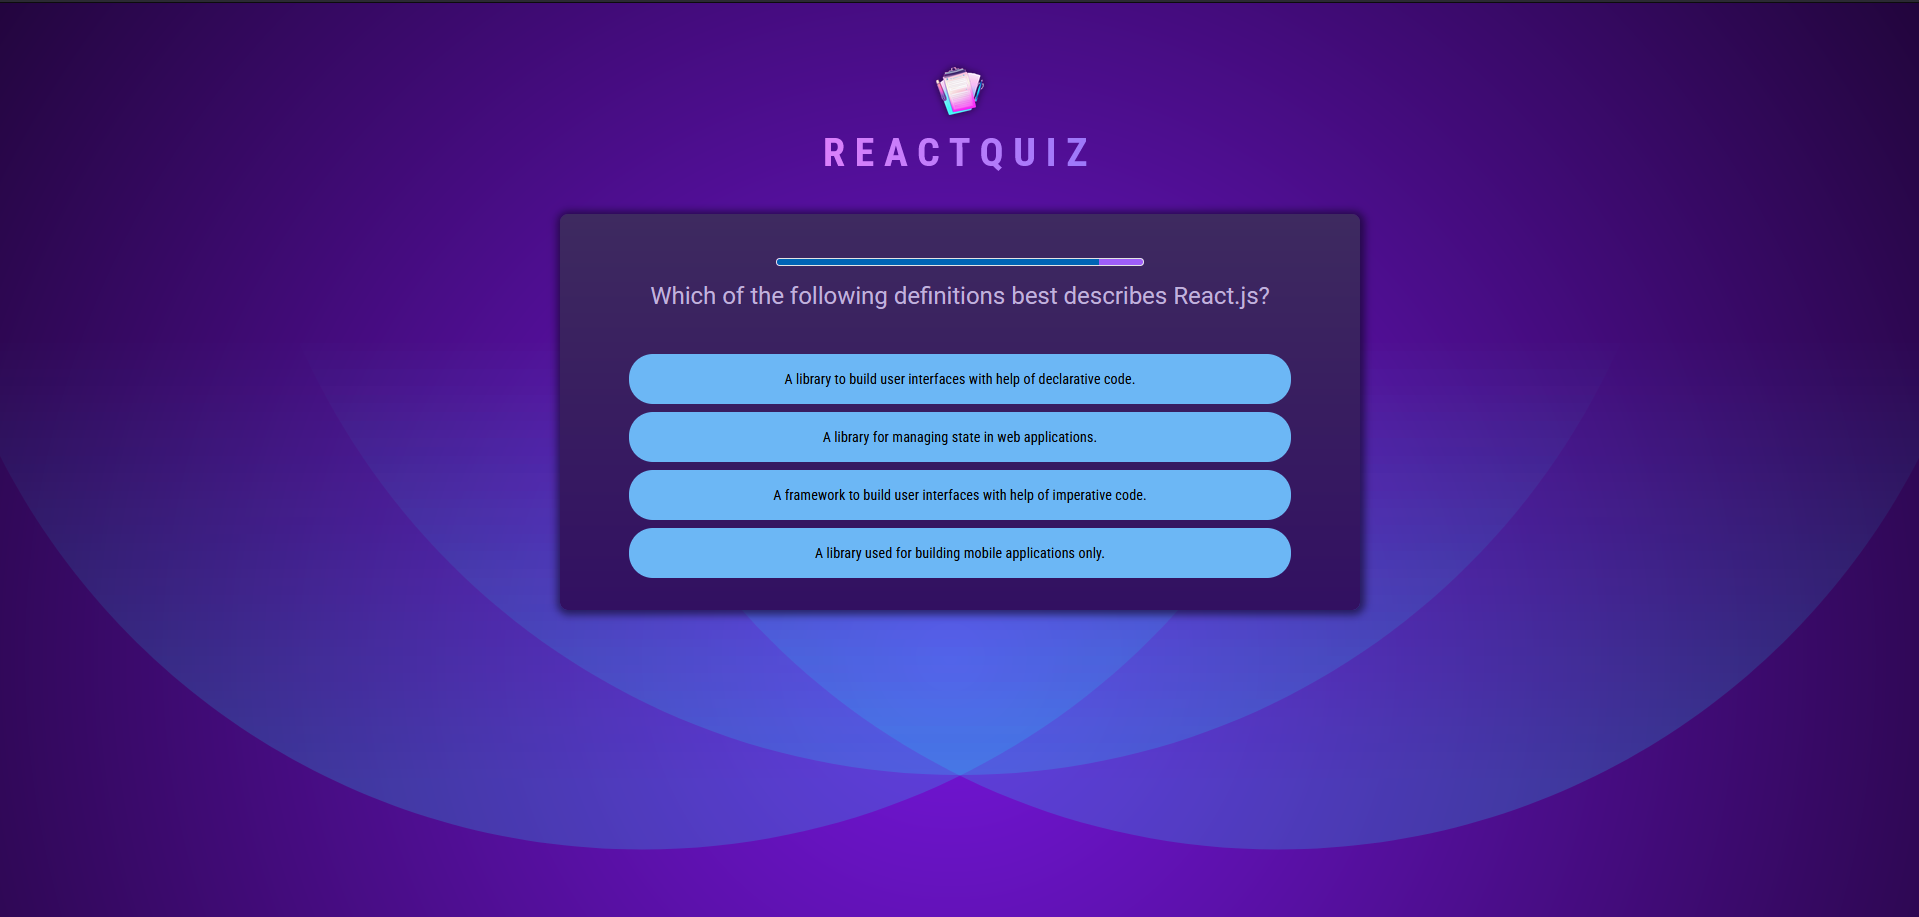 REACTQUIZ
Which of the following definitions best describes React.js?
A library to build user interfaces with help of declarative code.
A library for managing state in web applications.
A framework to build user interfaces with help of imperative code.
A library used for building mobile applications only.